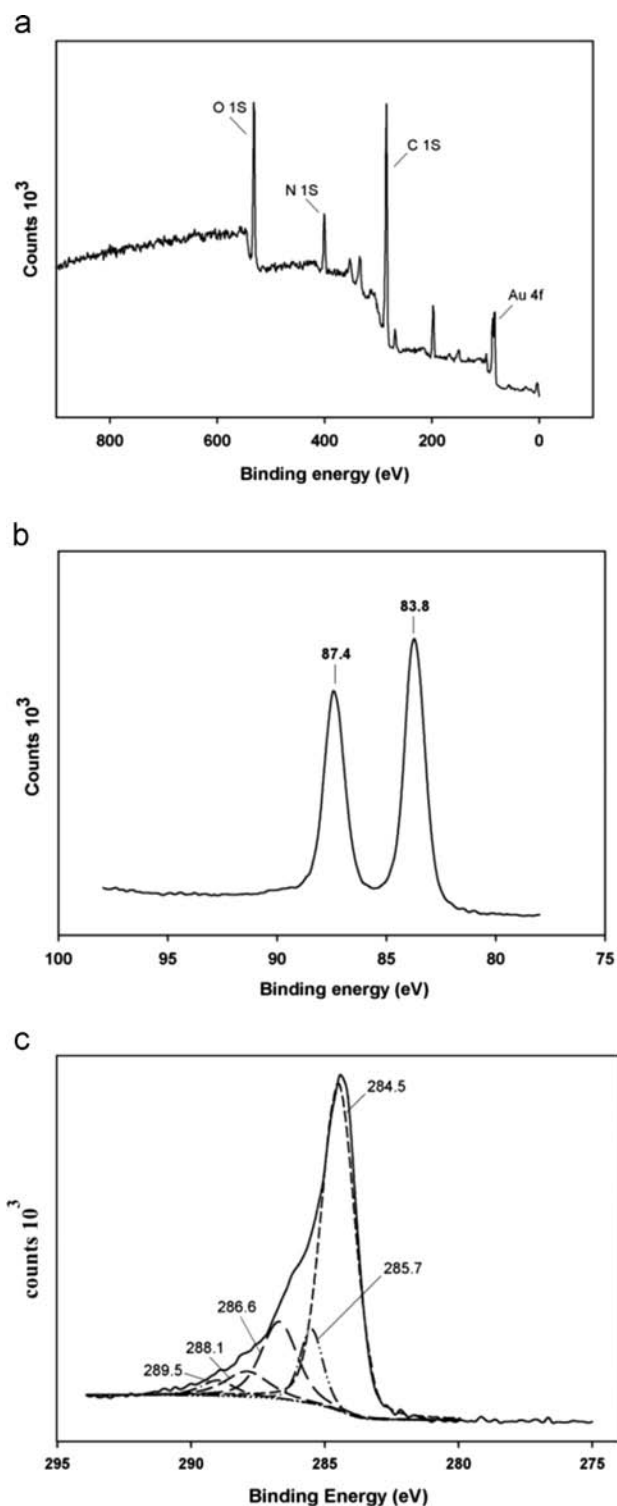 a
O 1S
C 1S
N 1S
Au 4f
Counts 10³
800 600 400 200 0
Binding energy (eV)
b
83.8
87.4
Counts 10³
100 95 90 85 80 75
Binding energy (eV)
c
284.5
285.7
286.6
288.1
289.5
counts 10³
295 290 285 280 275
Binding Energy (eV)